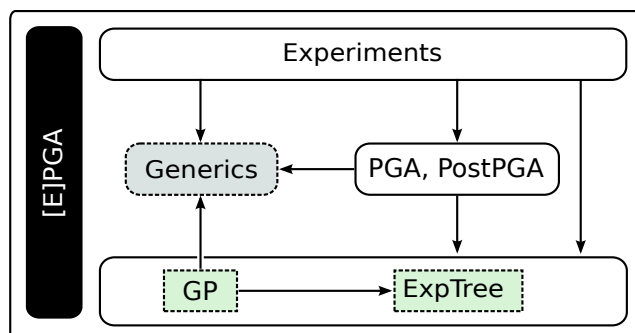 Experiments
[E]PGA
Generics
PGA, PostPGA
GP
ExpTree